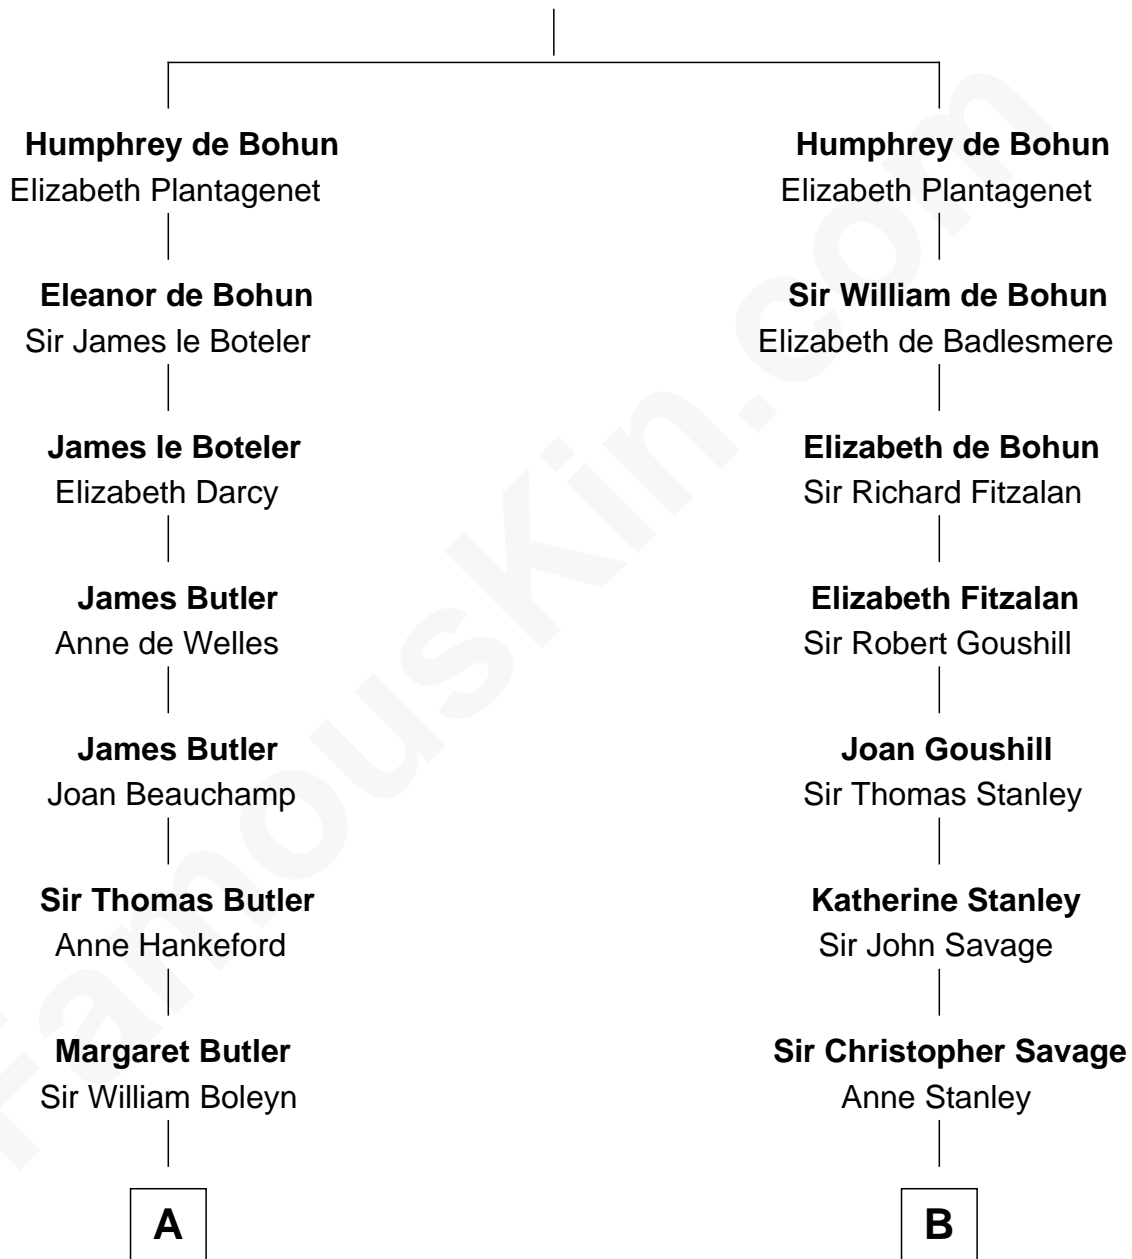 Humphrey de Bohun
Elizabeth Plantagenet
Eleanor de Bohun
Sir James le Boteler
James le Boteler
Elizabeth Darcy
James Butler
Anne de Welles
James Butler
Joan Beauchamp
Sir Thomas Butler
Anne Hankeford
Margaret Butler
Sir William Boleyn
A
Humphrey de Bohun
Elizabeth Plantagenet
Sir William de Bohun
Elizabeth de Badlesmere
Elizabeth de Bohun
Sir Richard Fitzalan
Elizabeth Fitzalan
Sir Robert Goushill
Joan Goushill
Sir Thomas Stanley
Katherine Stanley
Sir John Savage
Sir Christopher Savage
Anne Stanley
B
FamousKin.com